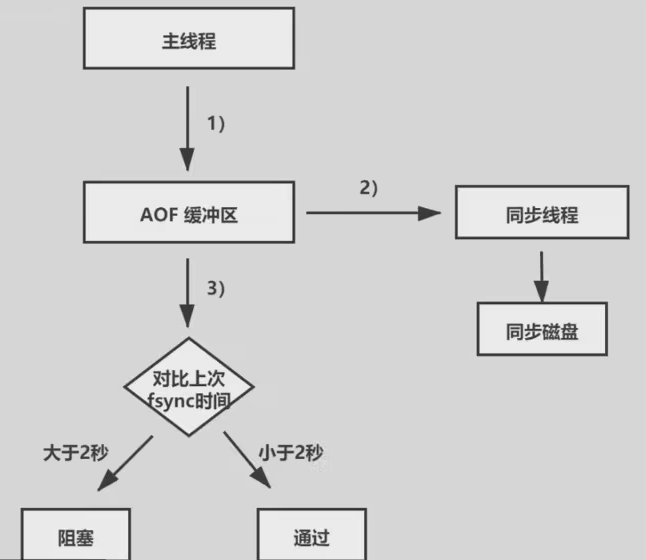 主线程
1）
AOF 缓冲区
2）
同步线程
3）
同步磁盘
对比上次
fsync时间
大于2秒
小于2秒
阻塞
通过